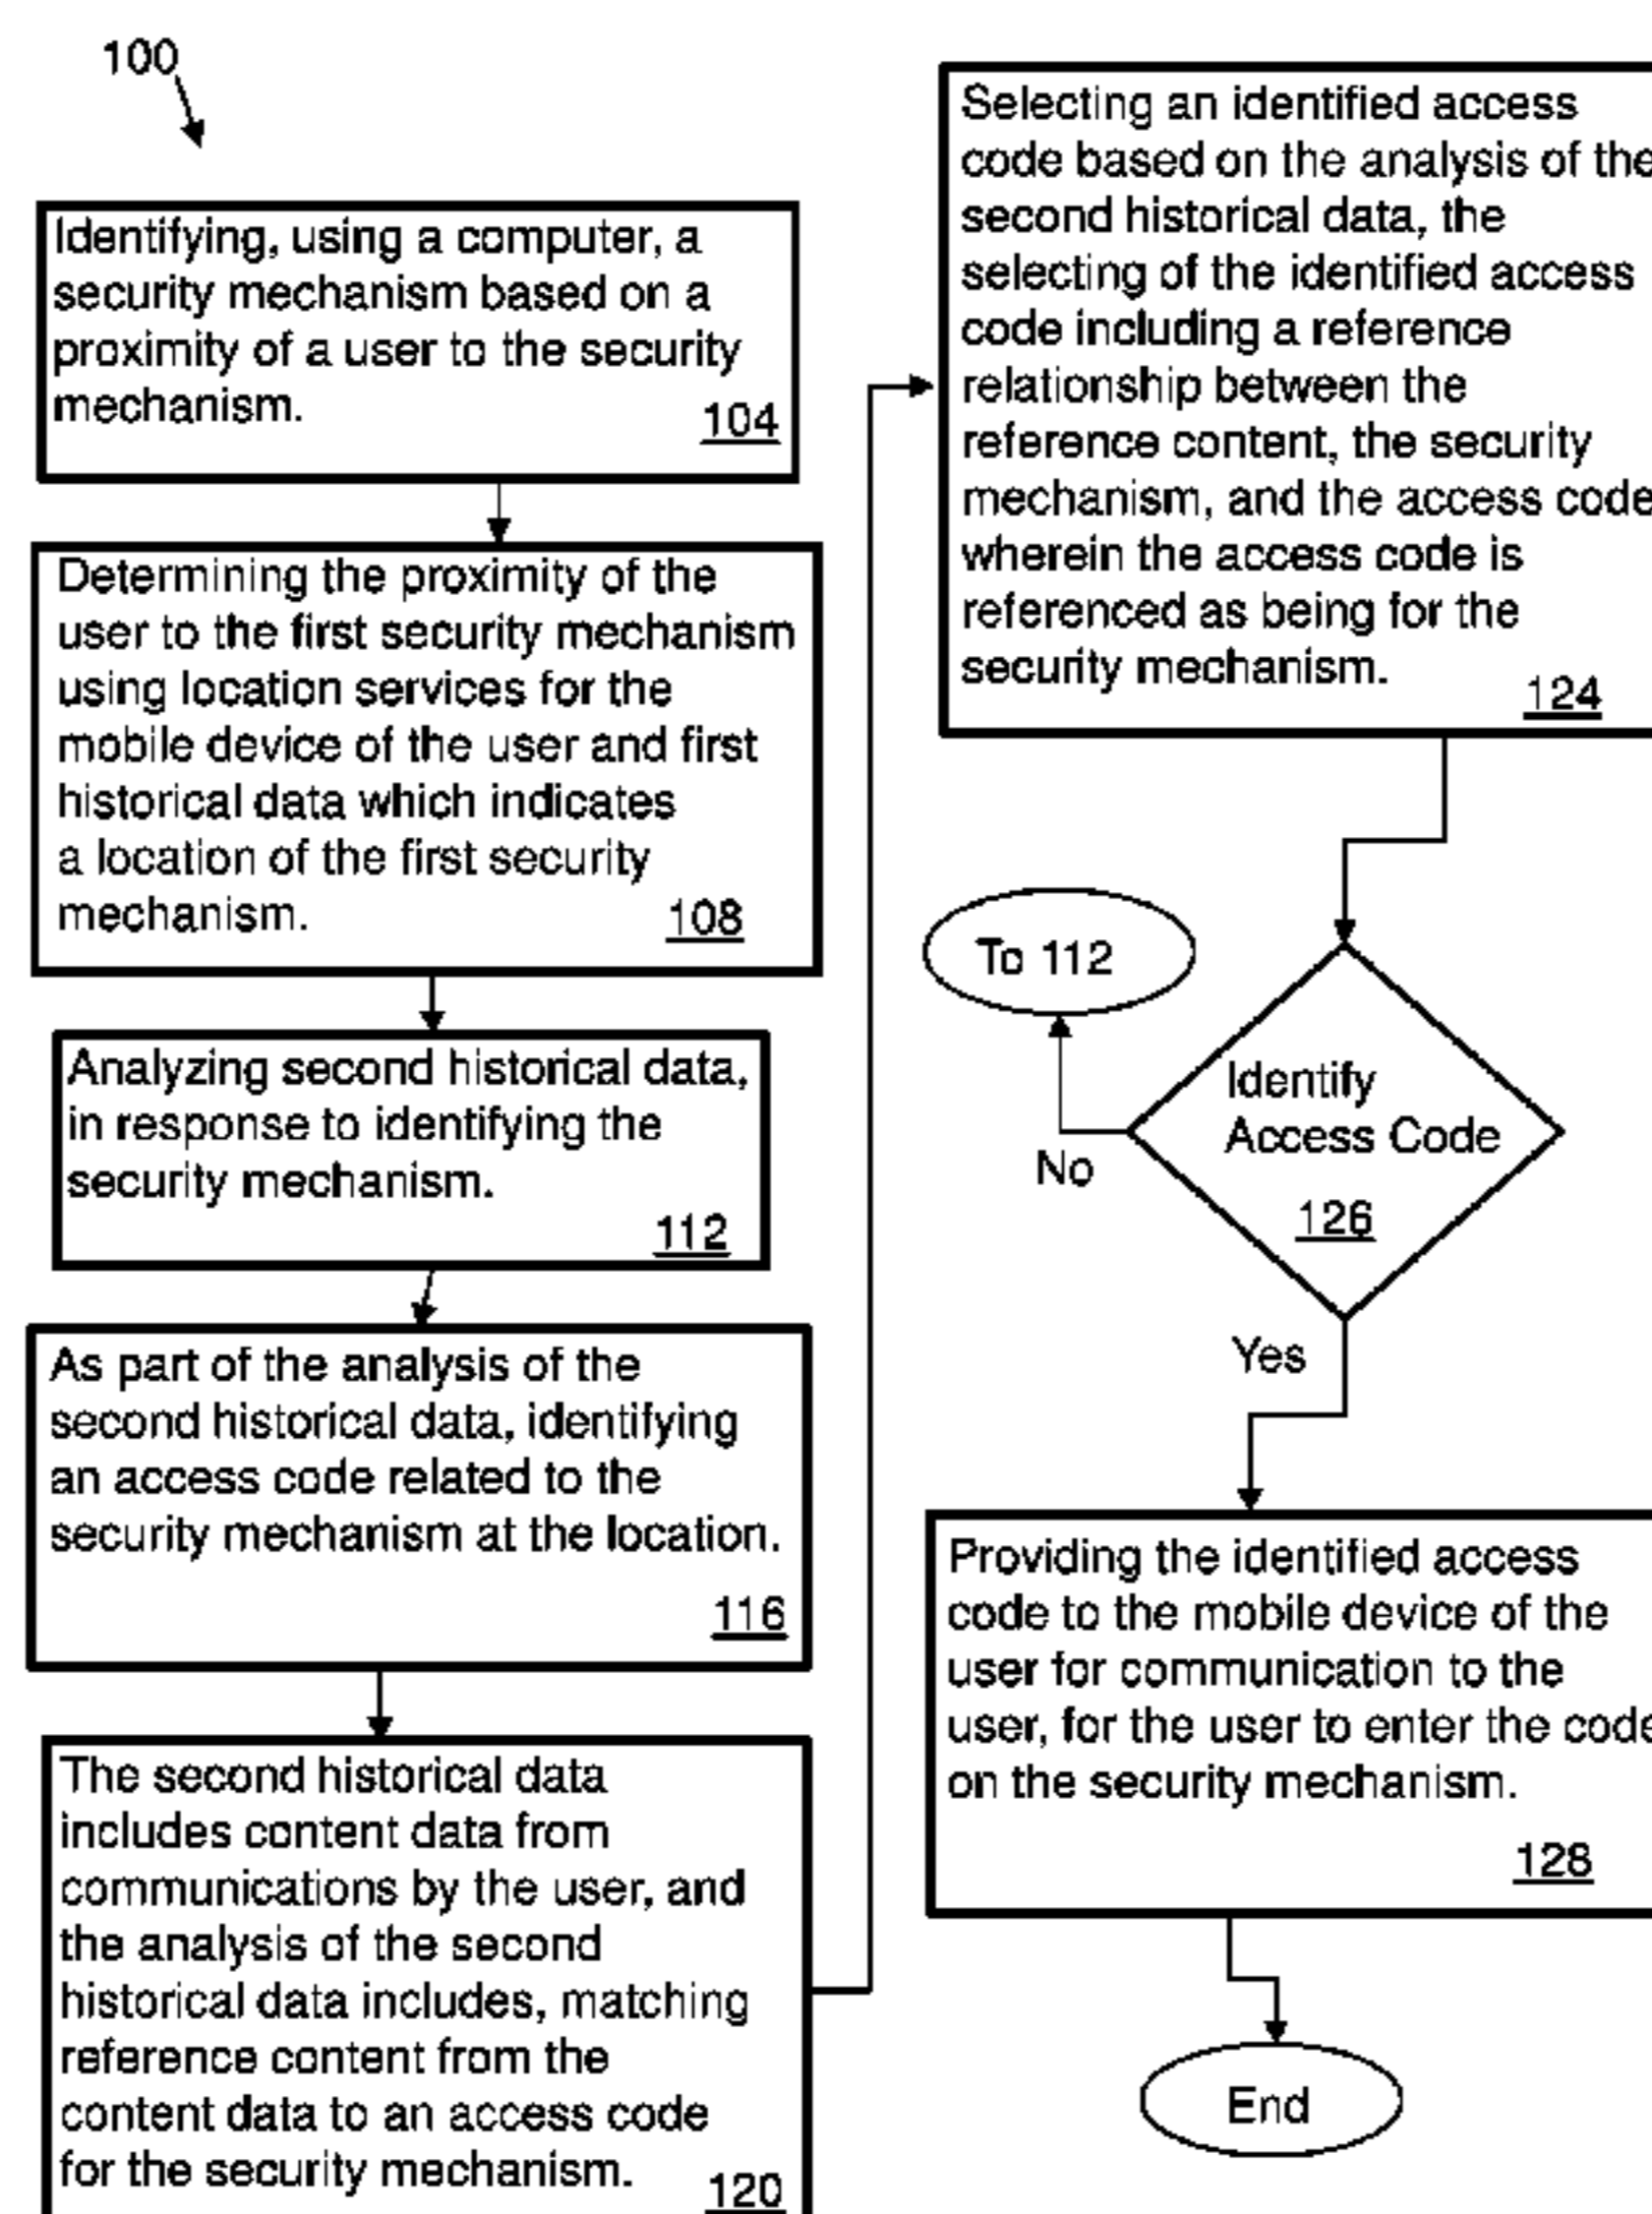 100
Identifying, using a computer, a
security mechanism based on a
proximity of a user to the security
mechanism.
104
Determining the proximity of the
user to the first security mechanism
using location services for the
mobile device of the user and first
historical data which indicates
a location of the first security
mechanism.
108
Analyzing second historical data,
in response to identifying the
security mechanism.
112
As part of the analysis of the
second historical data, identifying
an access code related to the
security mechanism at the location.
116
The second historical data
includes content data from
communications by the user, and
the analysis of the second
historical data includes, matching
reference content from the
content data to an access code
for the security mechanism.
120
Selecting an identified access
code based on the analysis of the
second historical data, the
selecting of the identified access
code including a reference
relationship between the
reference content, the security
mechanism, and the access code
wherein the access code is
referenced as being for the
security mechanism.
124
To 112
Identify
Access Code
126
No
Yes
Providing the identified access
code to the mobile device of the
user for communication to the
user, for the user to enter the code
on the security mechanism.
128
End